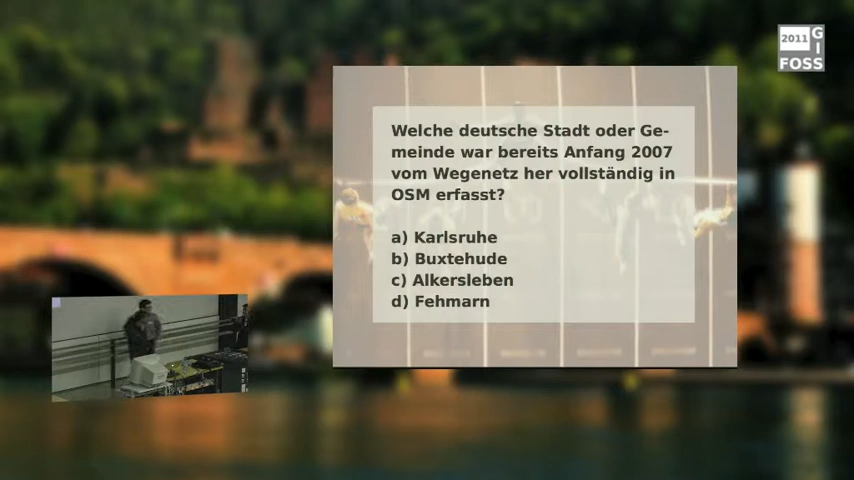 2011 G
I
FOSS
Welche deutsche Stadt oder Ge-
meinde war bereits Anfang 2007
vom Wegenetz her vollständig in
OSM erfasst?
a) Karlsruhe
b) Buxtehude
c) Alkersleben
d) Fehmarn